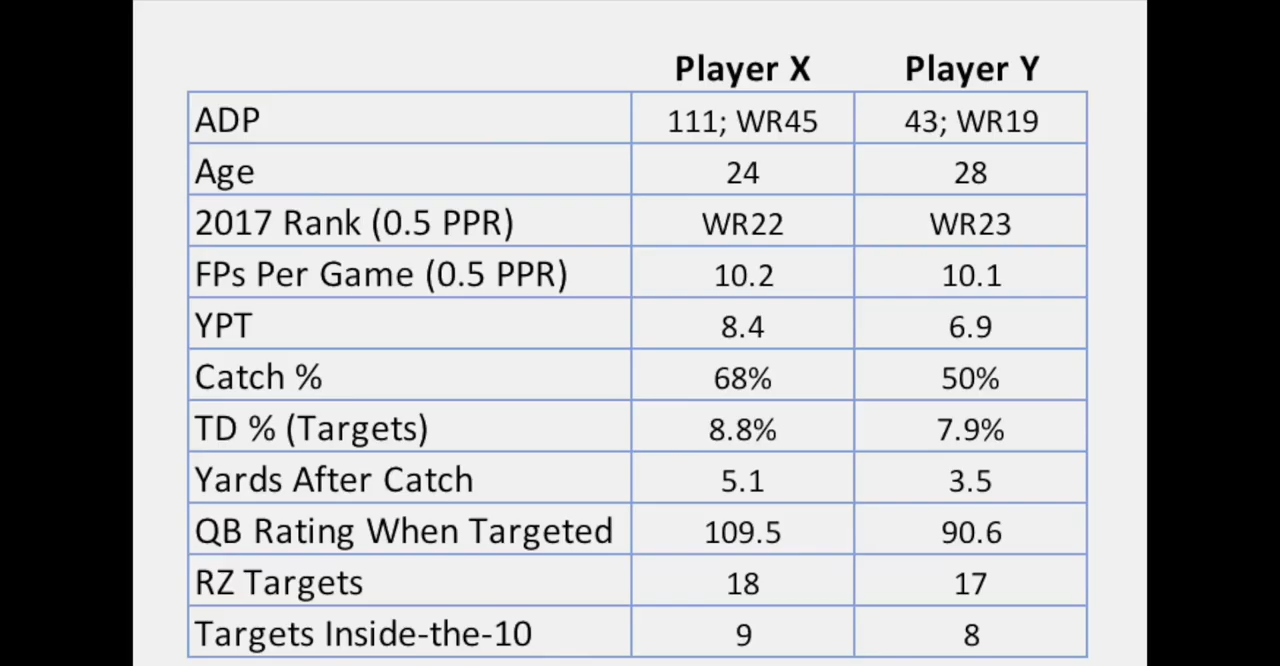 Player X Player Y
ADP 111; WR45 43; WR19
Age 24 28
2017 Rank (0.5 PPR) WR22 WR23
FPs Per Game (0.5 PPR) 10.2 10.1
YPT 8.4 6.9
Catch % 68% 50%
TD % (Targets) 8.8% 7.9%
Yards After Catch 5.1 3.5
QB Rating When Targeted 109.5 90.6
RZ Targets 18 17
Targets Inside-the-10 9 8